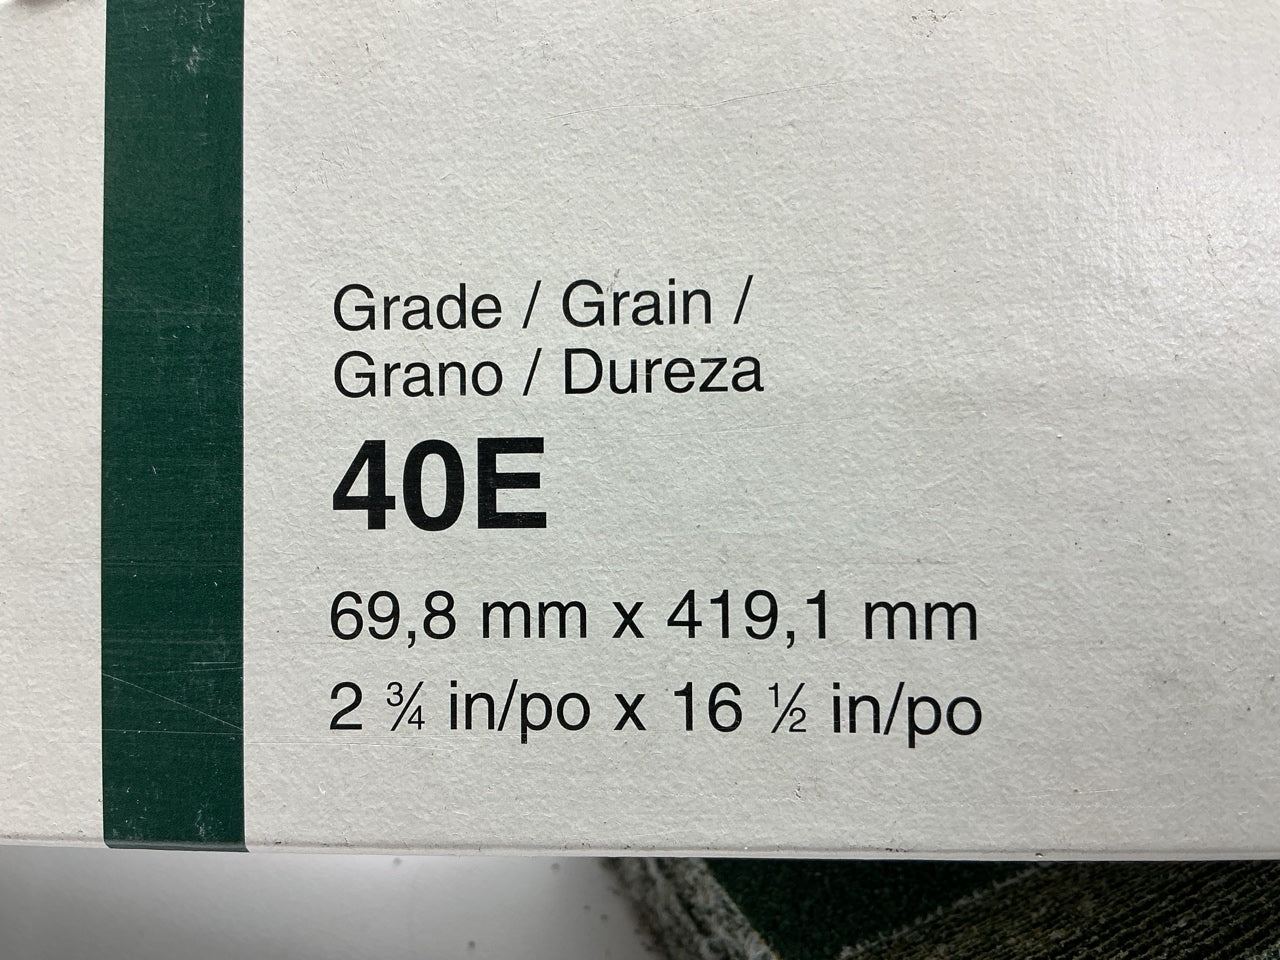 Grade / Grain /
Grano / Dureza
40E
69,8 mm x 419,1 mm
2 ¾ in/po x 16 ½ in/po